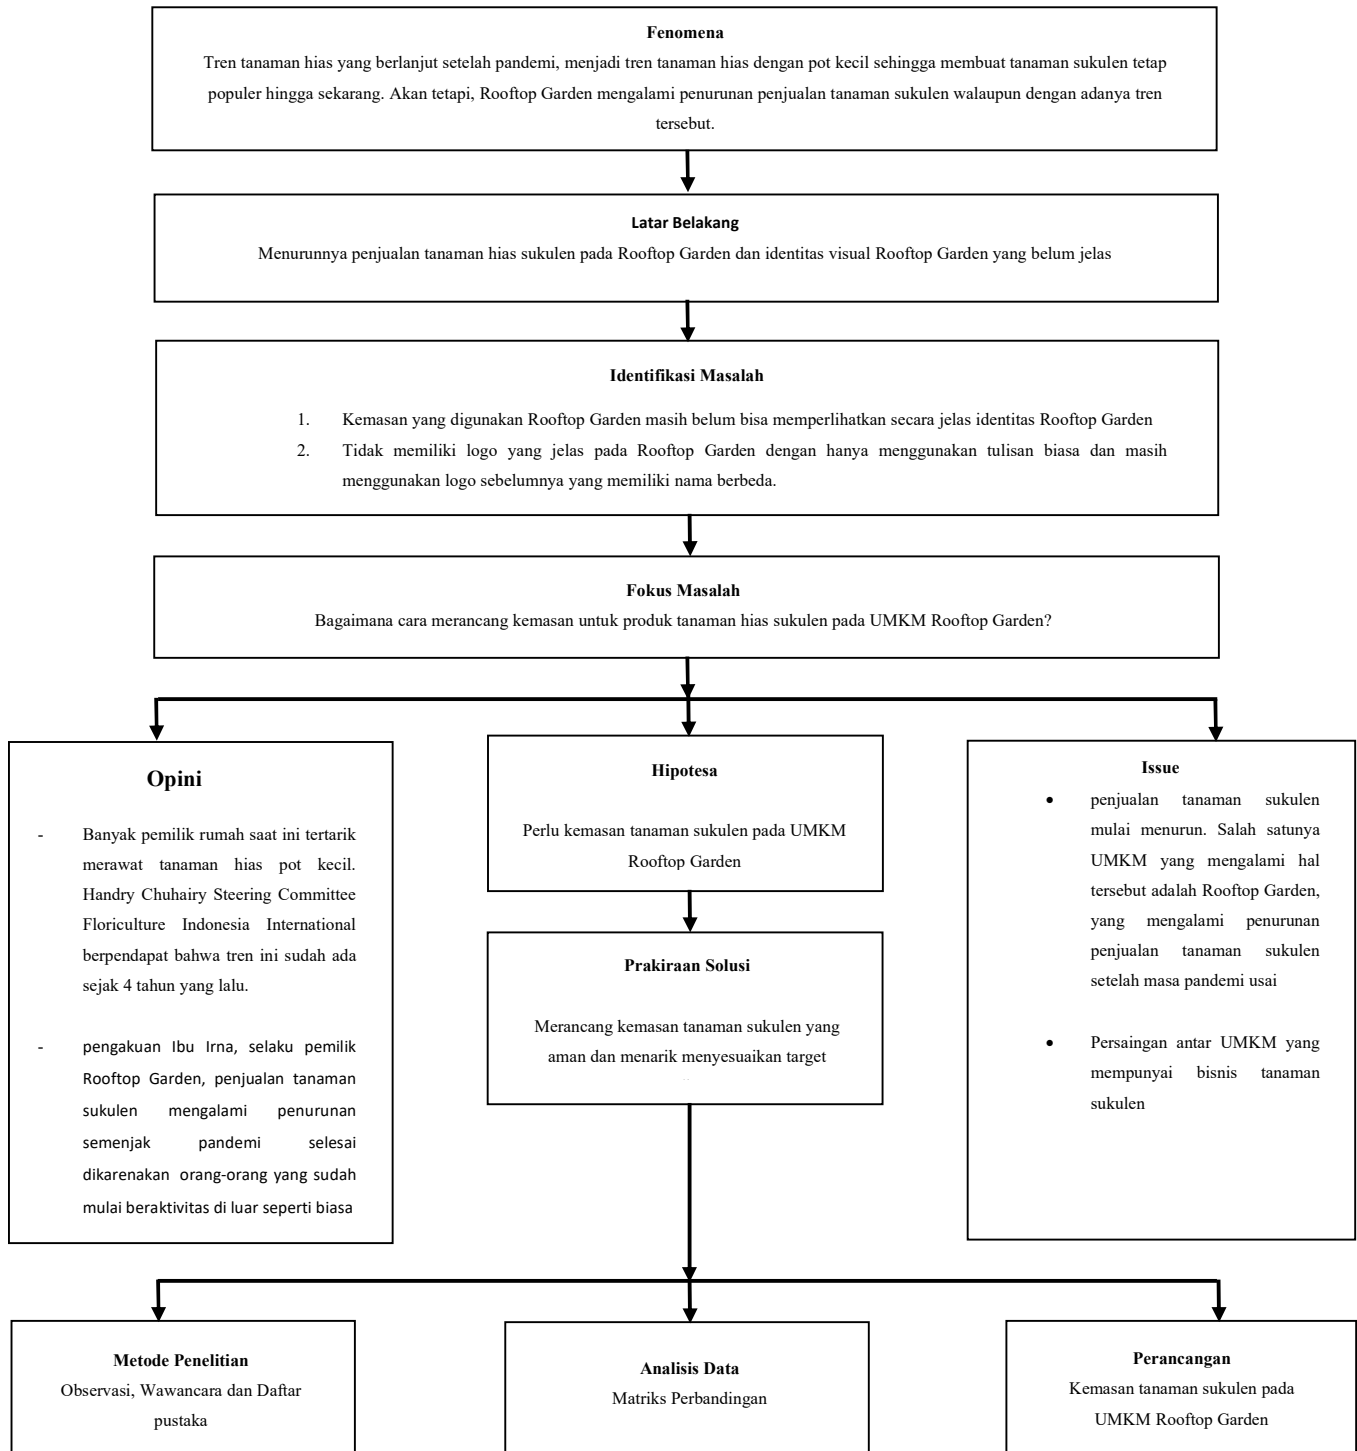 Fenomena
Tren tanaman hias yang berlanjut setelah pandemi, menjadi tren tanaman hias dengan pot kecil sehingga membuat tanaman sukulen tetap
populer hingga sekarang. Akan tetapi, Rooftop Garden mengalami penurunan penjualan tanaman sukulen walaupun dengan adanya tren
tersebut.
Latar Belakang
Menurunnya penjualan tanaman hias sukulen pada Rooftop Garden dan identitas visual Rooftop Garden yang belum jelas
Identifikasi Masalah
1. Kemasan yang digunakan Rooftop Garden masih belum bisa memperlihatkan secara jelas identitas Rooftop Garden
2. Tidak memiliki logo yang jelas pada Rooftop Garden dengan hanya menggunakan tulisan biasa dan masih
menggunakan logo sebelumnya yang memiliki nama berbeda.
Fokus Masalah
Bagaimana cara merancang kemasan untuk produk tanaman hias sukulen pada UMKM Rooftop Garden?
Opini
- Banyak pemilik rumah saat ini tertarik
merawat tanaman hias pot kecil.
Handry Chuhairy Steering Committee
Floriculture Indonesia International
berpendapat bahwa tren ini sudah ada
sejak 4 tahun yang lalu.
- pengakuan Ibu Irna, selaku pemilik
Rooftop Garden, penjualan tanaman
sukulen mengalami penurunan
semenjak pandemi selesai
dikarenakan orang-orang yang sudah
mulai beraktivitas di luar seperti biasa
Hipotesa
Perlu kemasan tanaman sukulen pada UMKM
Rooftop Garden
Prakiraan Solusi
Merancang kemasan tanaman sukulen yang
aman dan menarik menyesuaikan target
Issue
• penjualan tanaman sukulen
mulai menurun. Salah satunya
UMKM yang mengalami hal
tersebut adalah Rooftop Garden,
yang mengalami penurunan
penjualan tanaman sukulen
setelah masa pandemi usai
• Persaingan antar UMKM yang
mempunyai bisnis tanaman
sukulen
Metode Penelitian
Observasi, Wawancara dan Daftar
pustaka
Analisis Data
Matriks Perbandingan
Perancangan
Kemasan tanaman sukulen pada
UMKM Rooftop Garden